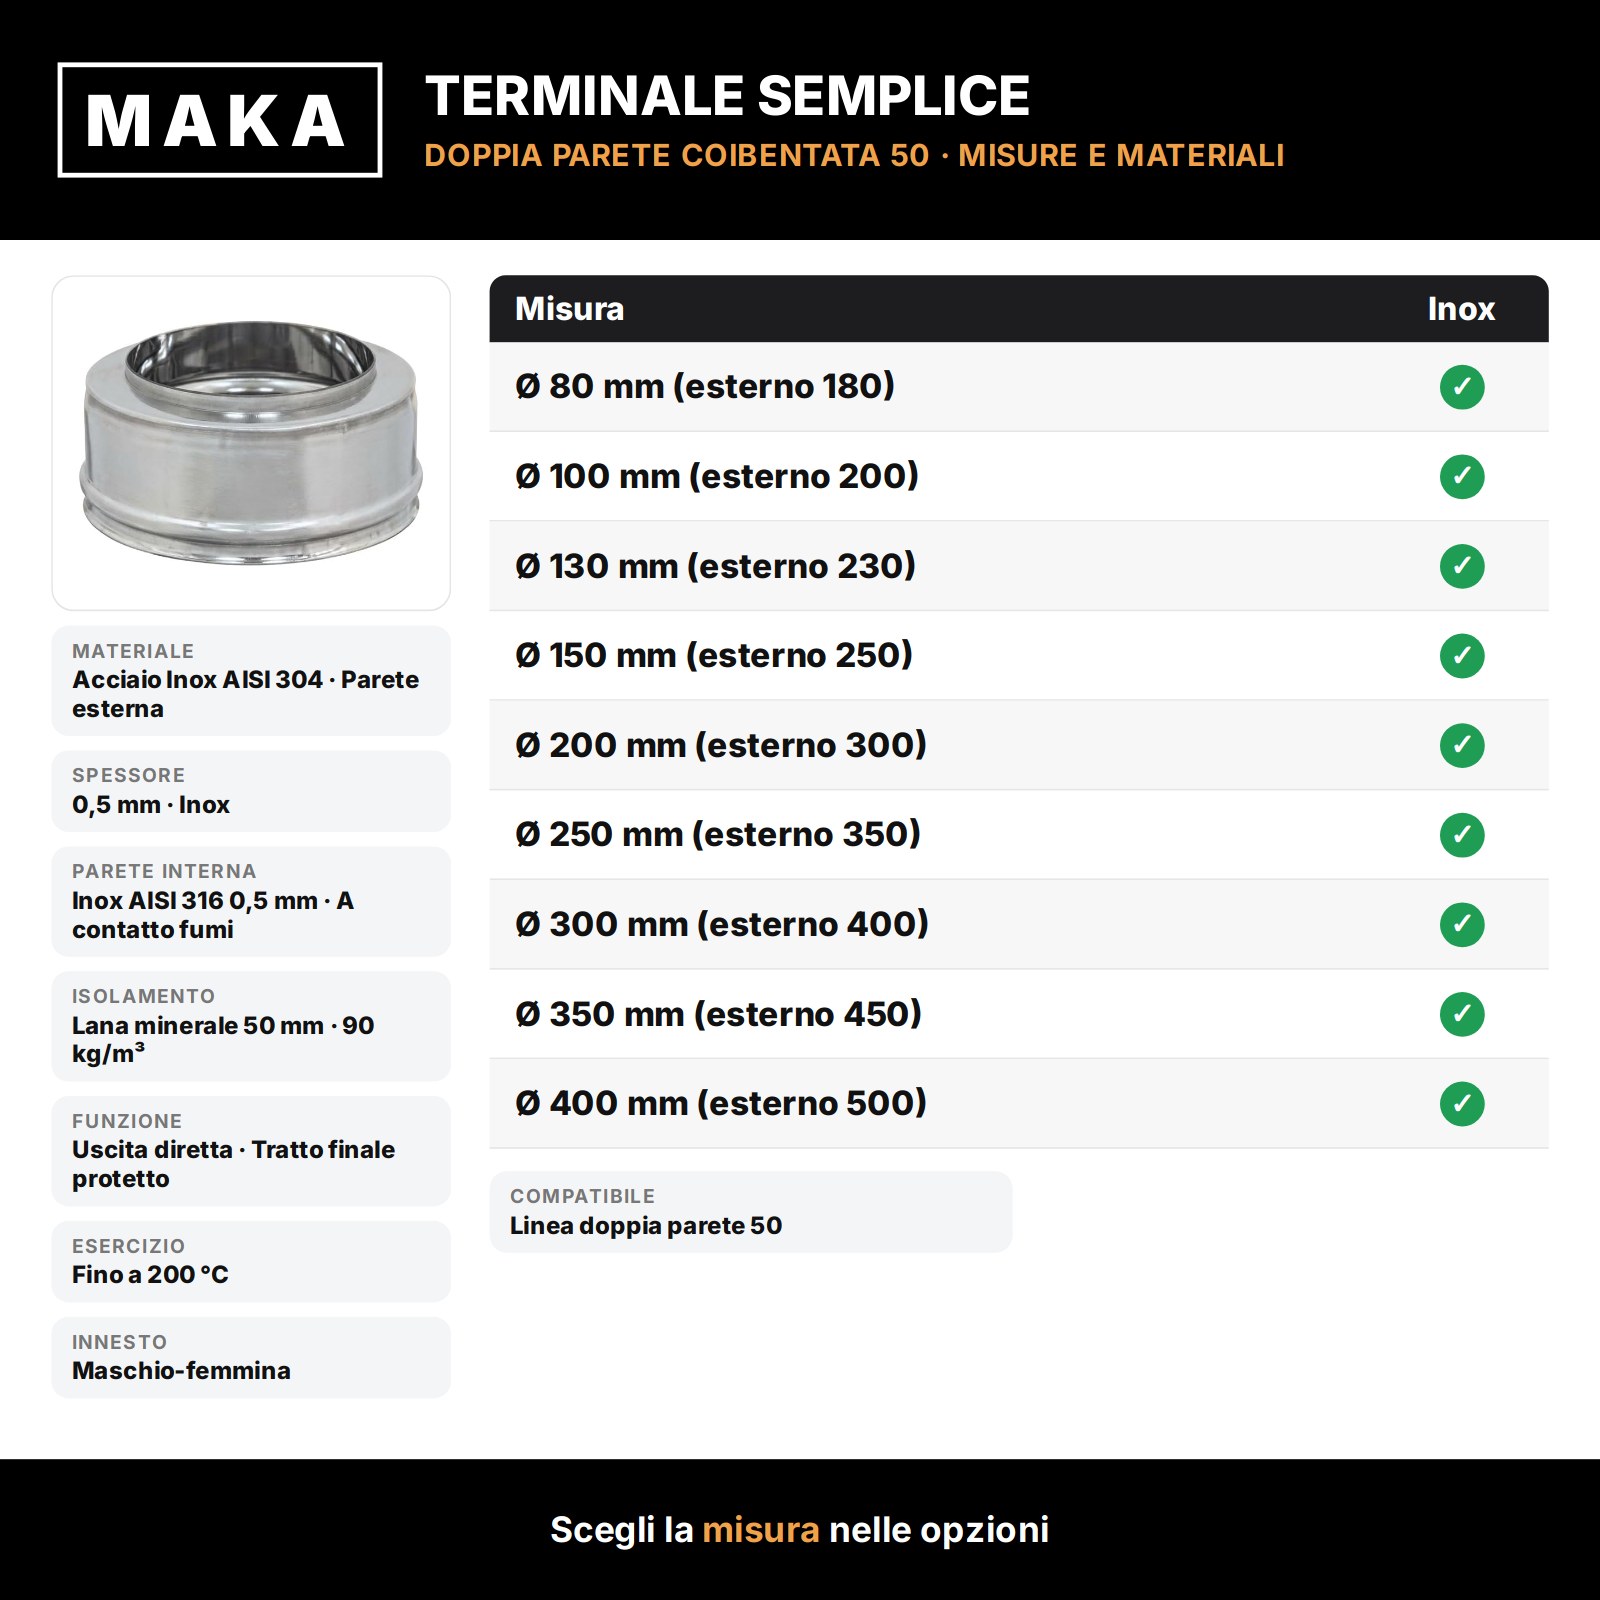 MAKA
TERMINALE SEMPLICE
DOPPIA PARETE COIBENTATA 50 · MISURE E MATERIALI
MATERIALE
Acciaio Inox AISI 304 · Parete
esterna
SPESSORE
0,5 mm · Inox
PARETE INTERNA
Inox AISI 316 0,5 mm · A
contatto fumi
ISOLAMENTO
Lana minerale 50 mm · 90
kg/m³
FUNZIONE
Uscita diretta · Tratto finale
protetto
ESERCIZIO
Fino a 200 °C
INNESTO
Maschio-femmina
Misura Inox
Ø 80 mm (esterno 180) ✓
Ø 100 mm (esterno 200) ✓
Ø 130 mm (esterno 230) ✓
Ø 150 mm (esterno 250) ✓
Ø 200 mm (esterno 300) ✓
Ø 250 mm (esterno 350) ✓
Ø 300 mm (esterno 400) ✓
Ø 350 mm (esterno 450) ✓
Ø 400 mm (esterno 500) ✓
COMPATIBILE
Linea doppia parete 50
Scegli la misura nelle opzioni